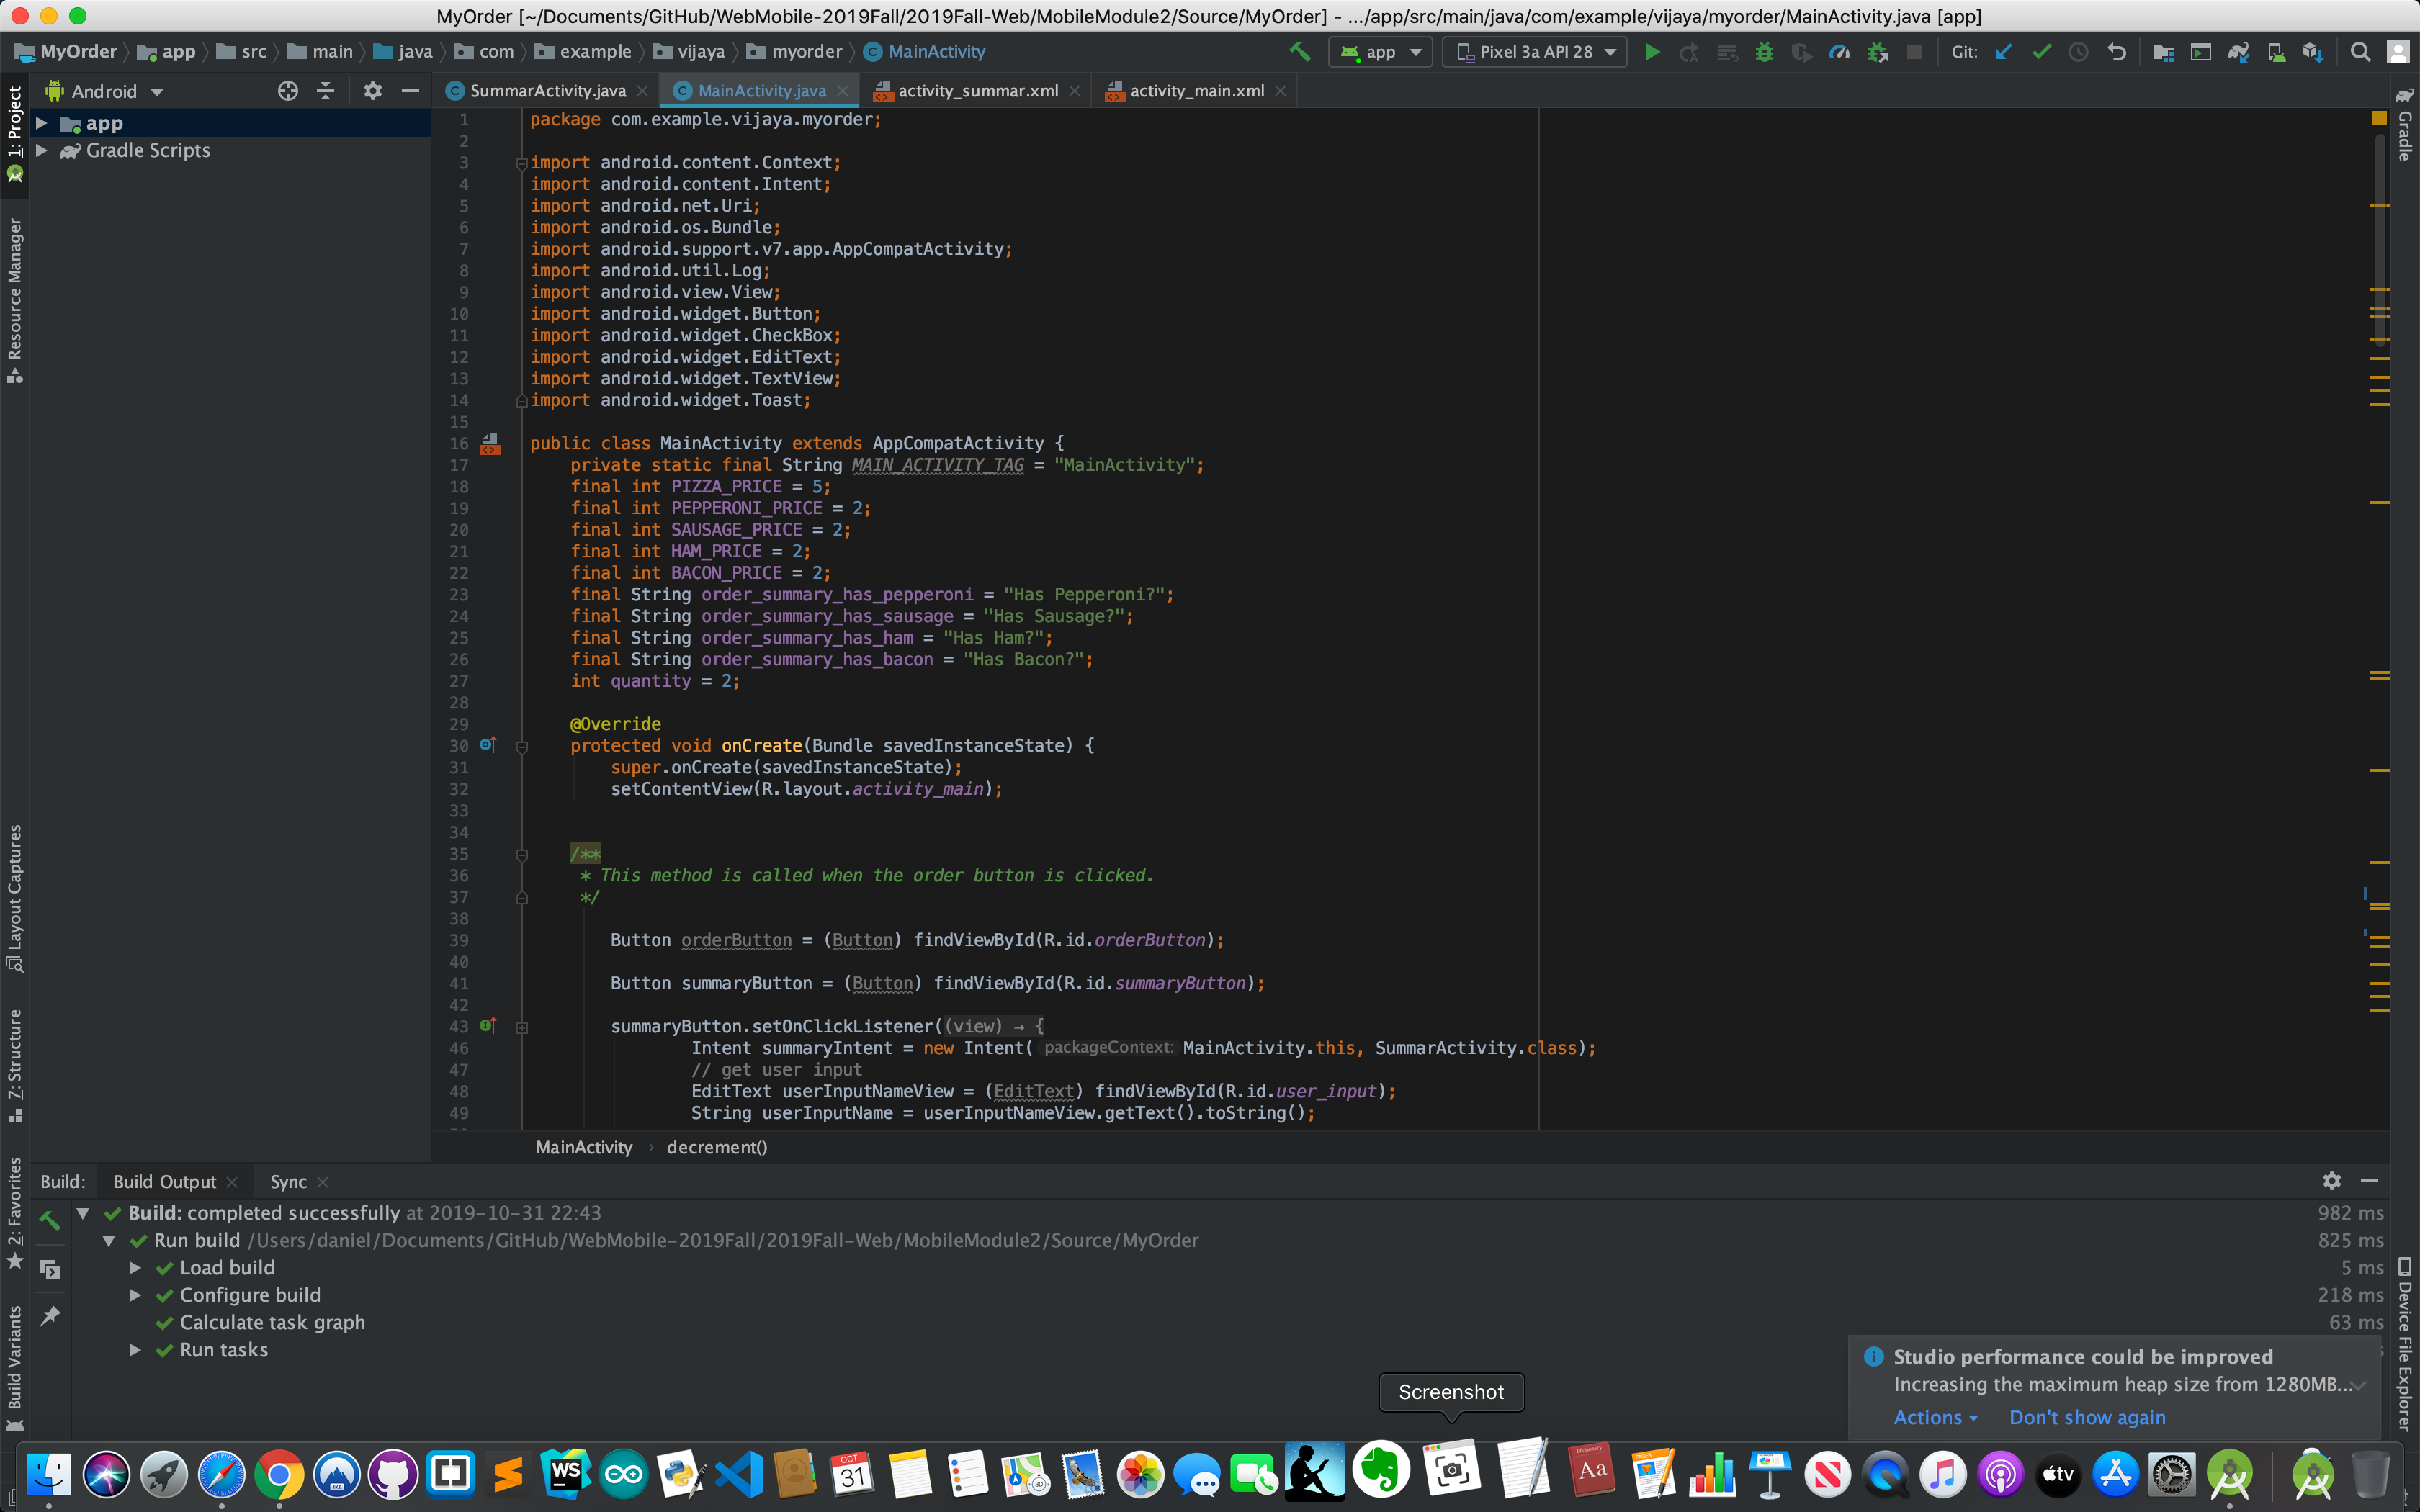 MyOrder [~/Documents/GitHub/WebMobile-2019Fall/2019Fall-Web/MobileModule2/Source/MyOrder] - .../app/src/main/java/com/example/vijaya/myorder/MainActivity.java [app]
MyOrder app src main java com example vijaya myorder MainActivity app Pixel 3a API 28 Git:
Android SummarActivity.java MainActivity.java activity_summar.xml activity_main.xml
1: Project
Resource Manager
Layout Captures
7: Structure
2: Favorites
Build Variants
Gradle
Device File Explorer
app
Gradle Scripts
1 package com.example.vijaya.myorder;
2
3 import android.content.Context;
4 import android.content.Intent;
5 import android.net.Uri;
6 import android.os.Bundle;
7 import android.support.v7.app.AppCompatActivity;
8 import android.util.Log;
9 import android.view.View;
10 import android.widget.Button;
11 import android.widget.CheckBox;
12 import android.widget.EditText;
13 import android.widget.TextView;
14 import android.widget.Toast;
15
16 public class MainActivity extends AppCompatActivity {
17 private static final String MAIN_ACTIVITY_TAG = "MainActivity";
18 final int PIZZA_PRICE = 5;
19 final int PEPPERONI_PRICE = 2;
20 final int SAUSAGE_PRICE = 2;
21 final int HAM_PRICE = 2;
22 final int BACON_PRICE = 2;
23 final String order_summary_has_pepperoni = "Has Pepperoni?";
24 final String order_summary_has_sausage = "Has Sausage?";
25 final String order_summary_has_ham = "Has Ham?";
26 final String order_summary_has_bacon = "Has Bacon?";
27 int quantity = 2;
28
29 @Override
30 protected void onCreate(Bundle savedInstanceState) {
31 super.onCreate(savedInstanceState);
32 setContentView(R.layout.activity_main);
33
34
35 /**
36 * This method is called when the order button is clicked.
37 */
38
39 Button orderButton = (Button) findViewById(R.id.orderButton);
40
41 Button summaryButton = (Button) findViewById(R.id.summaryButton);
42
43 summaryButton.setOnClickListener((view) → {
46 Intent summaryIntent = new Intent( packageContext: MainActivity.this, SummarActivity.class);
47 // get user input
48 EditText userInputNameView = (EditText) findViewById(R.id.user_input);
49 String userInputName = userInputNameView.getText().toString();
MainActivity › decrement()
Build: Build Output Sync
Build: completed successfully at 2019-10-31 22:43 982 ms
Run build /Users/daniel/Documents/GitHub/WebMobile-2019Fall/2019Fall-Web/MobileModule2/Source/MyOrder 825 ms
Load build 5 ms
Configure build 218 ms
Calculate task graph 63 ms
Run tasks
Studio performance could be improved
Increasing the maximum heap size from 1280MB...
Actions Don't show again
Screenshot
WS
OCT
31
3D
Aa
tv